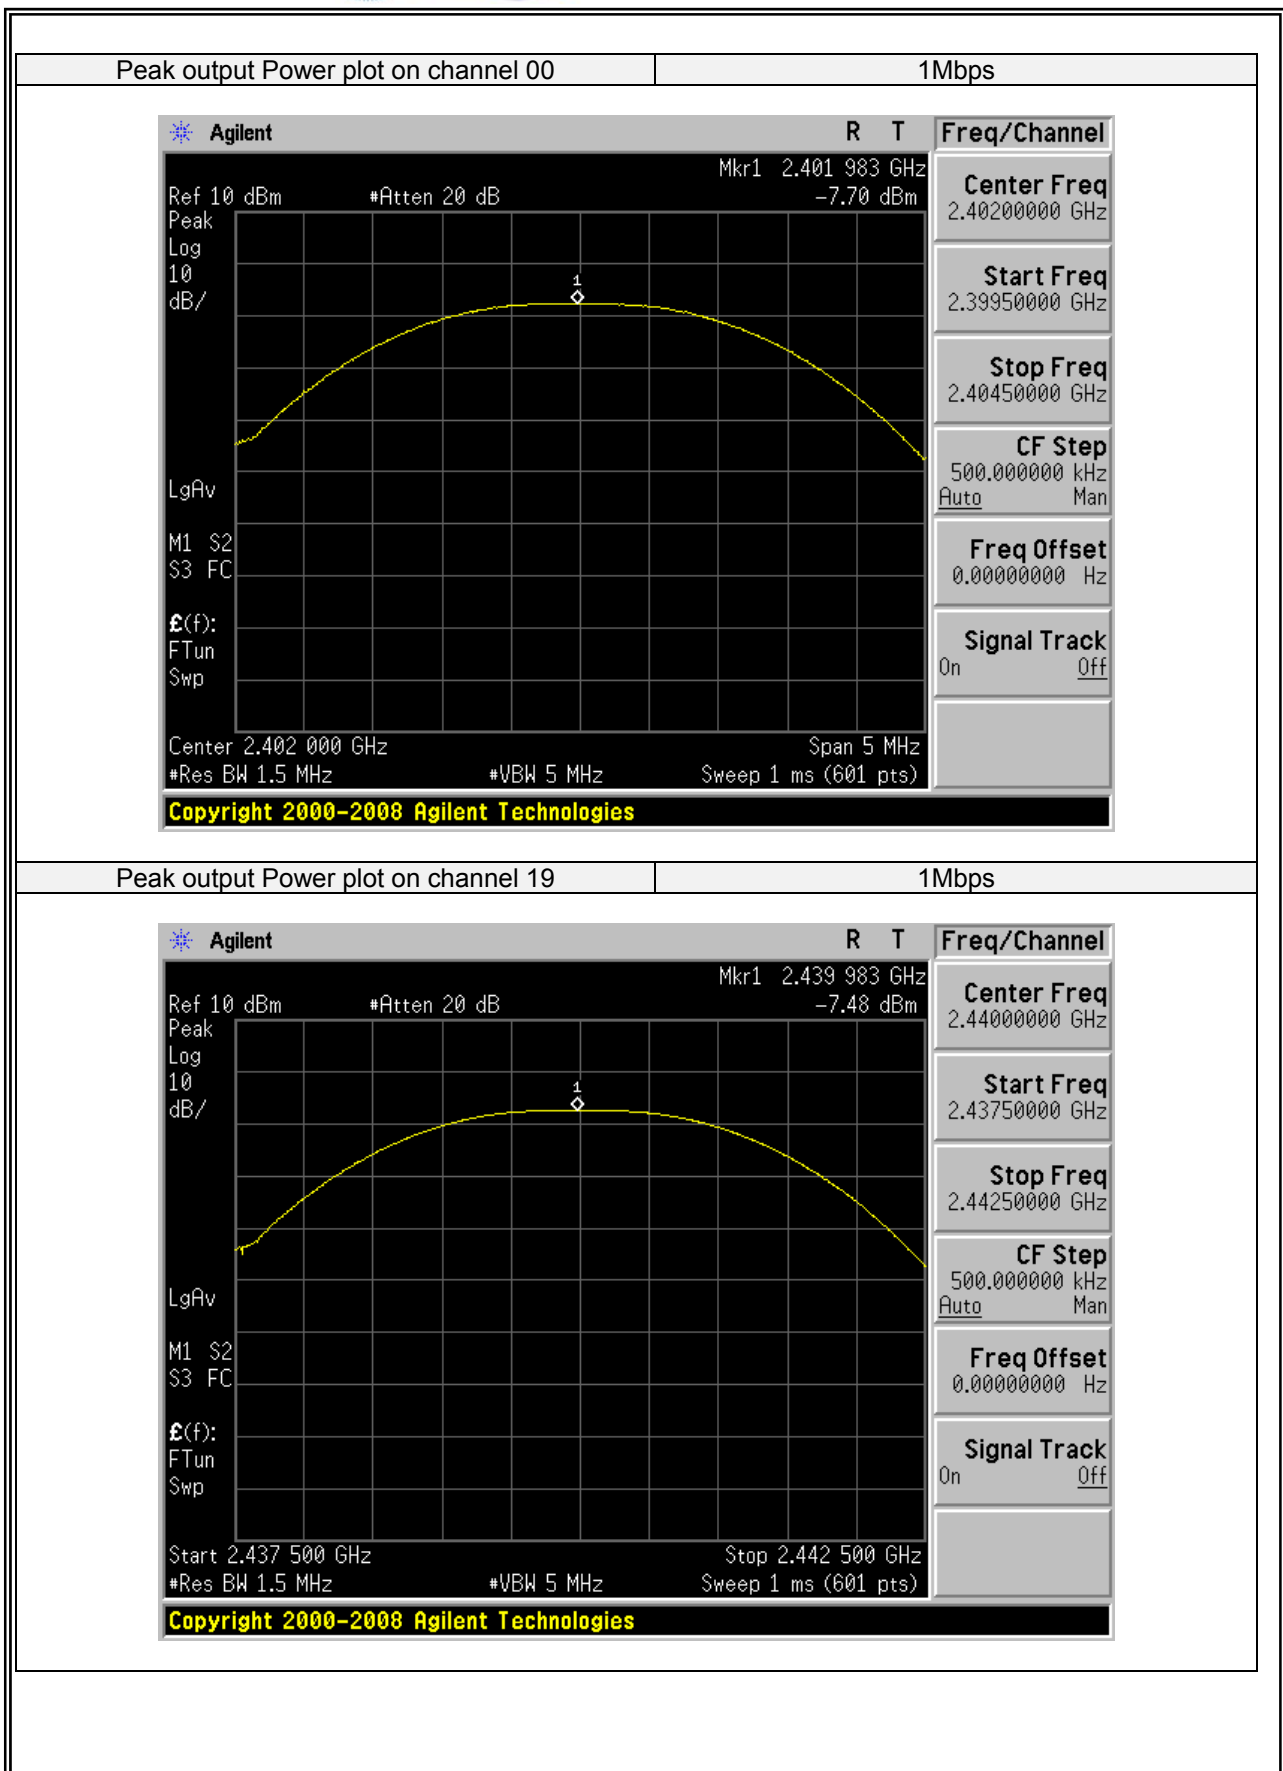 Peak output Power plot on channel 00 1Mbps
Agilent R T Freq/Channel
Mkr1 2.401 983 GHz
Ref 10 dBm #Atten 20 dB -7.70 dBm
Peak
Log
10
dB/
1
LgAv
M1 S2
S3 FC
£(f):
FTun
Swp
Center 2.402 000 GHz Span 5 MHz
#Res BW 1.5 MHz #VBW 5 MHz Sweep 1 ms (601 pts)
Copyright 2000-2008 Agilent Technologies
Center Freq
2.40200000 GHz
Start Freq
2.39950000 GHz
Stop Freq
2.40450000 GHz
CF Step
500.000000 kHz
Auto Man
Freq Offset
0.00000000 Hz
Signal Track
On Off
Peak output Power plot on channel 19 1Mbps
Agilent R T Freq/Channel
Mkr1 2.439 983 GHz
Ref 10 dBm #Atten 20 dB -7.48 dBm
Peak
Log
10
dB/
1
LgAv
M1 S2
S3 FC
£(f):
FTun
Swp
Start 2.437 500 GHz Stop 2.442 500 GHz
#Res BW 1.5 MHz #VBW 5 MHz Sweep 1 ms (601 pts)
Copyright 2000-2008 Agilent Technologies
Center Freq
2.44000000 GHz
Start Freq
2.43750000 GHz
Stop Freq
2.44250000 GHz
CF Step
500.000000 kHz
Auto Man
Freq Offset
0.00000000 Hz
Signal Track
On Off